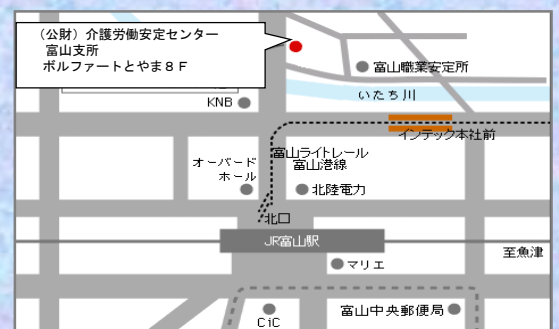 （公財）介護労働安定センター
富山支所
ボルファートとやま８Ｆ
富山職業安定所
いたち川
KNB
インテック本社前
富山ライトレール
富山港線
オーバード
ホール
北陸電力
北口
JR富山駅
至魚津
マリエ
富山中央郵便局
CiC